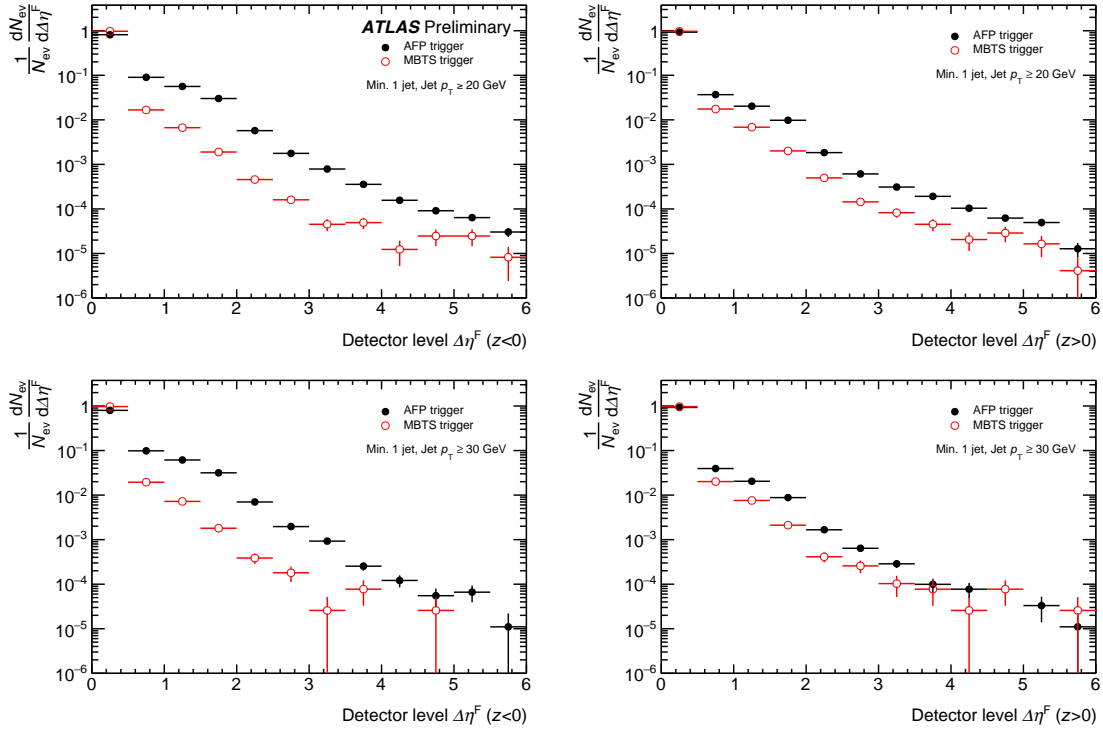 1/N_ev dN_ev/dΔη^F
ATLAS Preliminary
AFP trigger
MBTS trigger
Min. 1 jet, Jet p_T ≥ 20 GeV
1
10^−1
10^−2
10^−3
10^−4
10^−5
10^−6
0 1 2 3 4 5 6
Detector level Δη^F (z<0)
1/N_ev dN_ev/dΔη^F
AFP trigger
MBTS trigger
Min. 1 jet, Jet p_T ≥ 20 GeV
1
10^−1
10^−2
10^−3
10^−4
10^−5
10^−6
0 1 2 3 4 5 6
Detector level Δη^F (z>0)
1/N_ev dN_ev/dΔη^F
AFP trigger
MBTS trigger
Min. 1 jet, Jet p_T ≥ 30 GeV
1
10^−1
10^−2
10^−3
10^−4
10^−5
10^−6
0 1 2 3 4 5 6
Detector level Δη^F (z<0)
1/N_ev dN_ev/dΔη^F
AFP trigger
MBTS trigger
Min. 1 jet, Jet p_T ≥ 30 GeV
1
10^−1
10^−2
10^−3
10^−4
10^−5
10^−6
0 1 2 3 4 5 6
Detector level Δη^F (z>0)